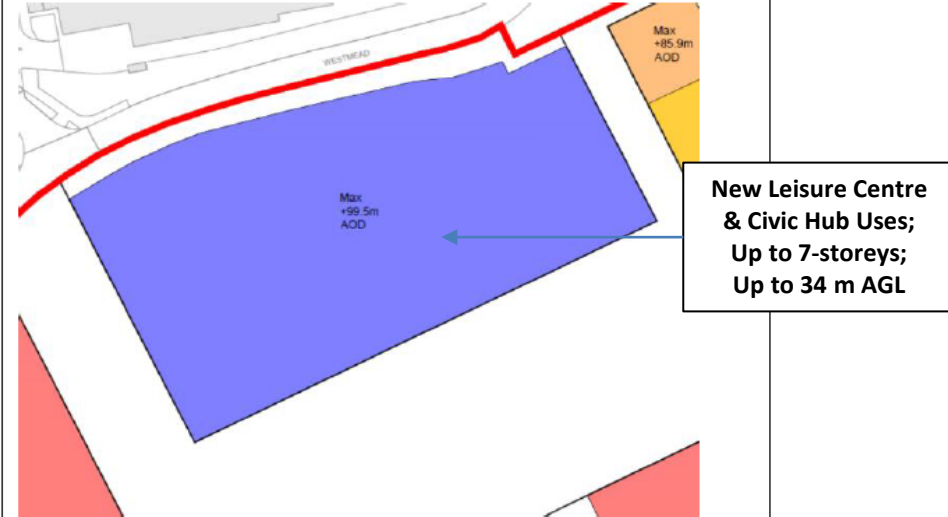 WESTMEAD
Max
+85.9m
AOD
Max
+99.5m
AOD
New Leisure Centre
& Civic Hub Uses;
Up to 7-storeys;
Up to 34 m AGL